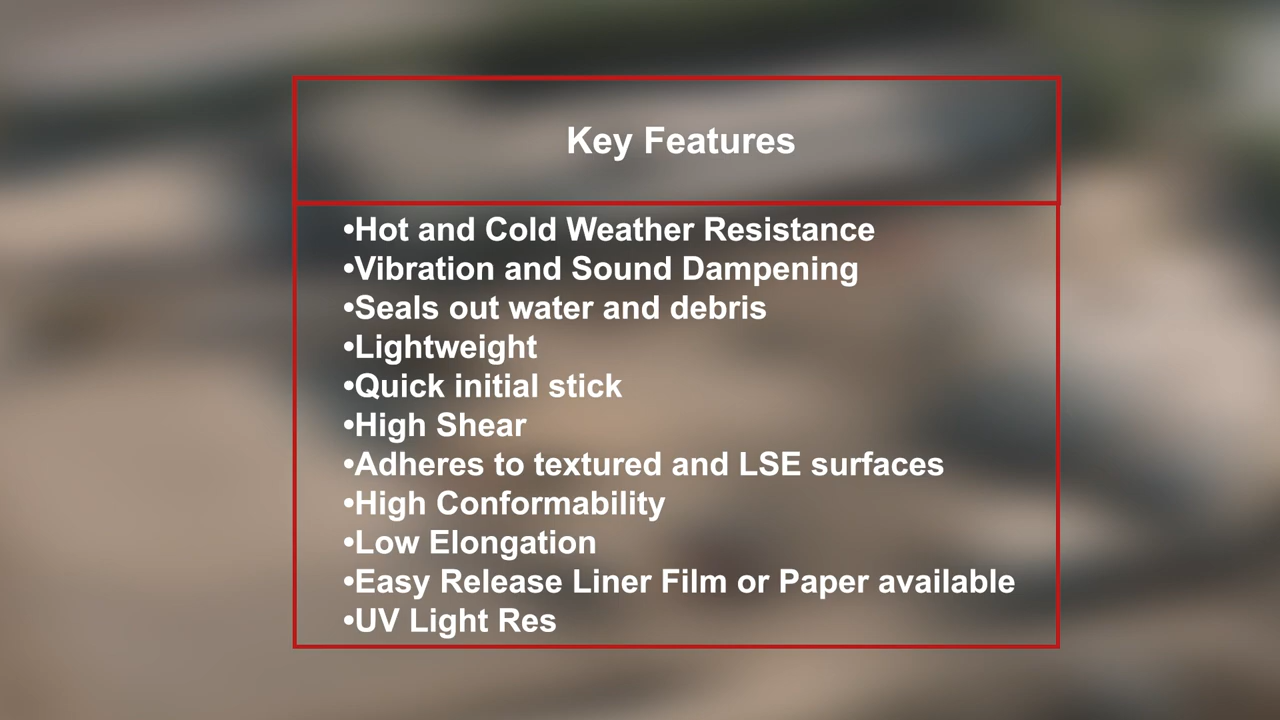 Key Features
•Hot and Cold Weather Resistance
•Vibration and Sound Dampening
•Seals out water and debris
•Lightweight
•Quick initial stick
•High Shear
•Adheres to textured and LSE surfaces
•High Conformability
•Low Elongation
•Easy Release Liner Film or Paper available
•UV Light Res